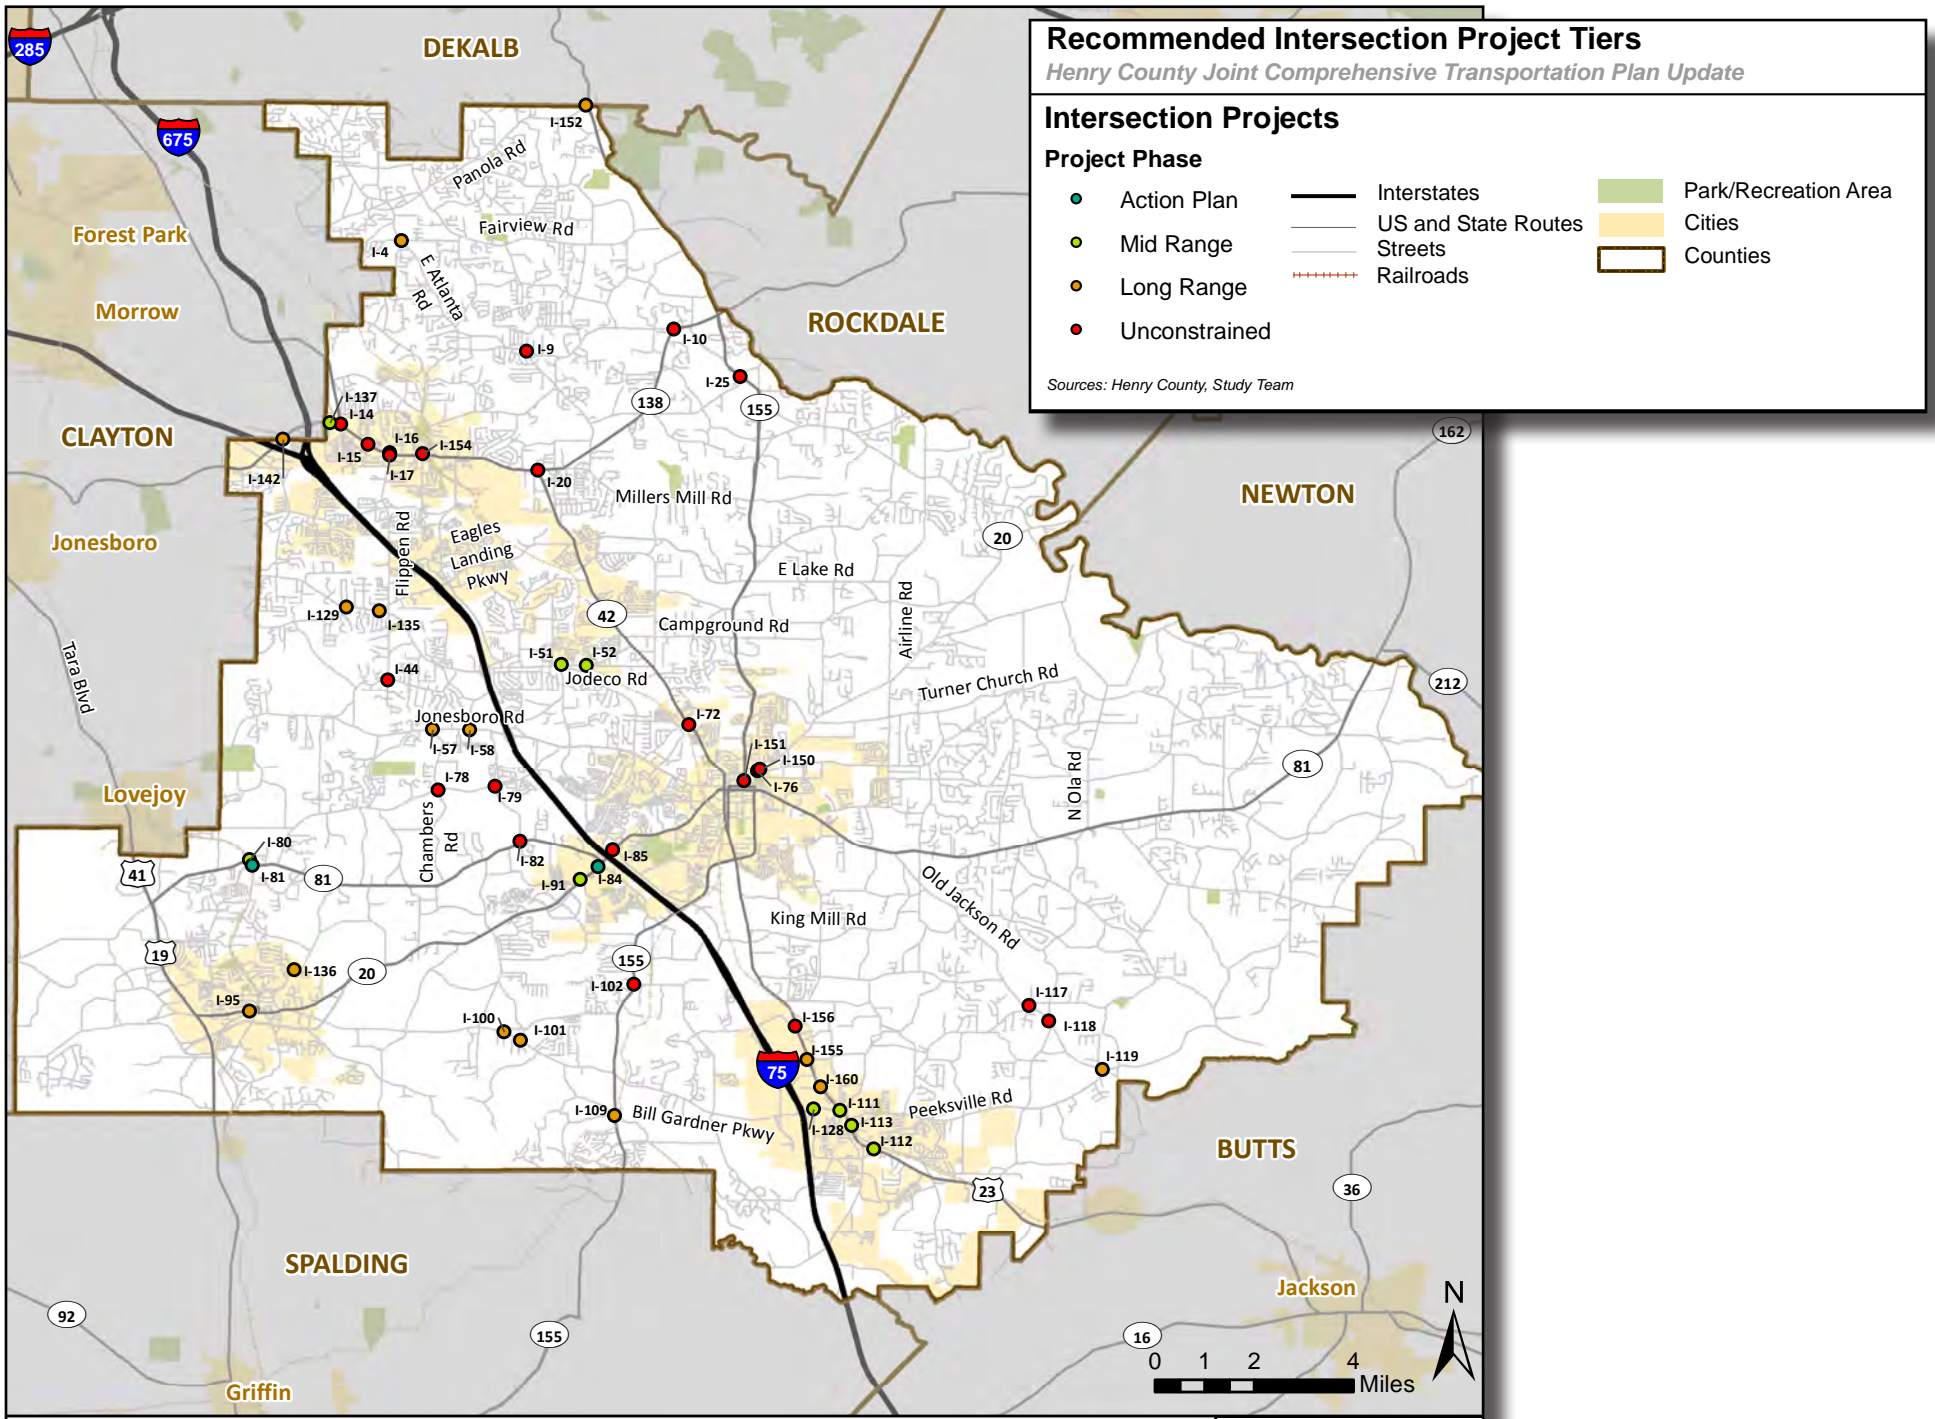 Recommended Intersection Project Tiers
Henry County Joint Comprehensive Transportation Plan Update
Intersection Projects
Project Phase
Action Plan
Mid Range
Long Range
Unconstrained
Interstates
US and State Routes
Streets
Railroads
Park/Recreation Area
Cities
Counties
Sources: Henry County, Study Team
285
DEKALB
675
I-152
Panola Rd
Forest Park
Fairview Rd
I-4
E Atlanta
Rd
Morrow
ROCKDALE
I-10
I-9
I-25
I-137
138
155
I-14
CLAYTON
162
I-16
I-154
I-15
I-17
I-142
I-20
Millers Mill Rd
NEWTON
Jonesboro
Flippen Rd
Eagles
Landing
Pkwy
20
E Lake Rd
Airline Rd
I-129
I-135
42
Campground Rd
I-51
I-52
Jodeco Rd
Tara Blvd
I-44
Turner Church Rd
212
Jonesboro Rd
I-72
I-57
I-58
I-151
I-150
I-76
N Ola Rd
81
I-78
I-79
Lovejoy
Chambers
Rd
I-80
I-81
41
81
I-82
I-85
I-84
I-91
Old Jackson Rd
King Mill Rd
19
I-136
20
155
I-102
I-95
I-100
I-101
I-117
I-118
I-156
I-155
I-119
75
I-160
I-111
Peeksville Rd
I-109
Bill Gardner Pkwy
I-128
I-113
I-112
BUTTS
23
36
SPALDING
Jackson
N
92
155
16
0 1 2 4
Miles
Griffin